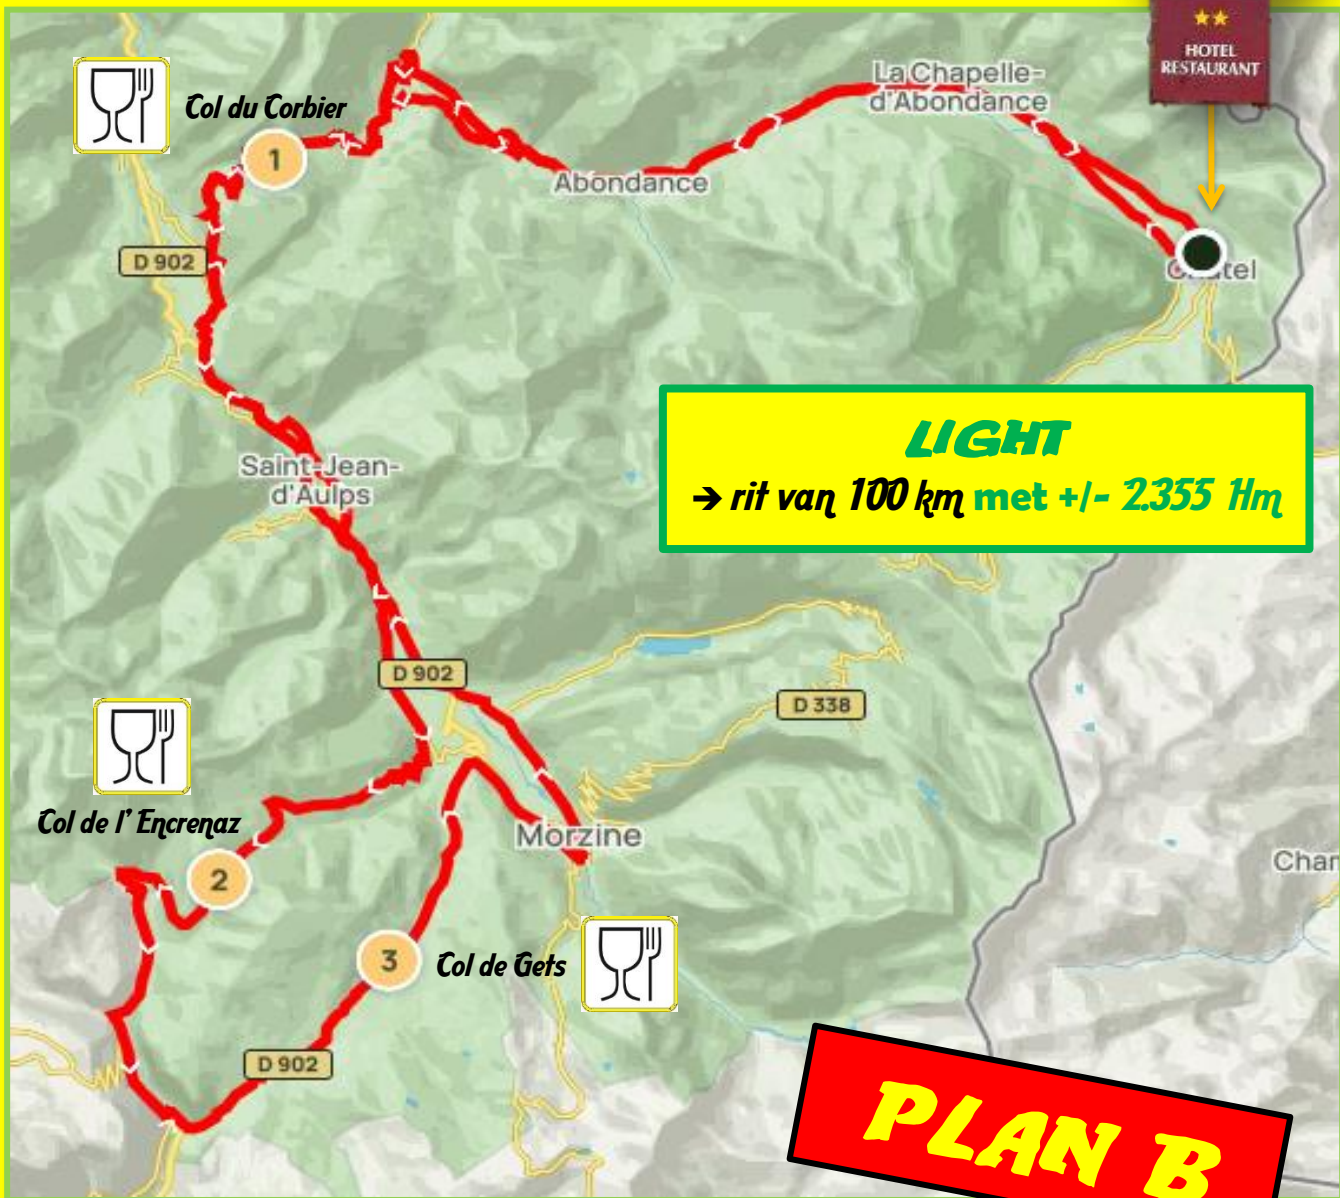 ★★
HOTEL
RESTAURANT
Col du Corbier
1
La Chapelle-
d'Abondance
Abondance
D 902
Saint-Jean-
d'Aulps
LIGHT
➔ rit van 100 km met +/- 2.355 Hm
D 902
D 338
Col de l' Encrenaz
2
Morzine
3
Col de Gets
D 902
PLAN B